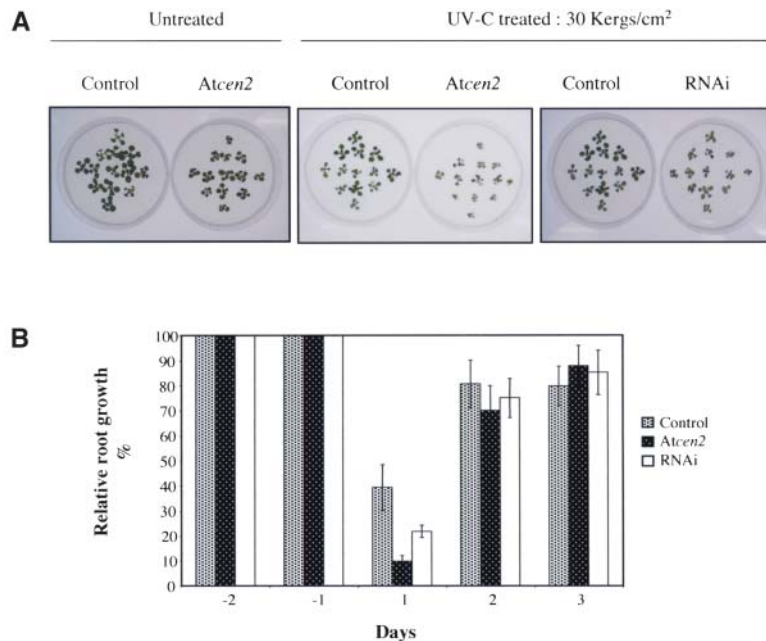 A
Untreated
UV-C treated : 30 Kergs/cm²
Control
Atcen2
Control
Atcen2
Control
RNAi
B
100
90
80
70
60
50
40
30
20
10
0
Relative root growth
%
-2
-1
1
2
3
Days
Control
Atcen2
RNAi